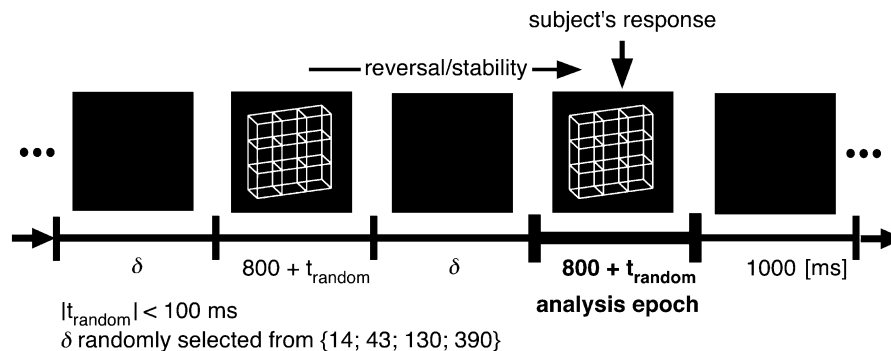 subject's response
reversal/stability
••• •••
δ 800 + t_random δ 800 + t_random 1000 [ms]
analysis epoch
|t_random| < 100 ms
δ randomly selected from {14; 43; 130; 390}